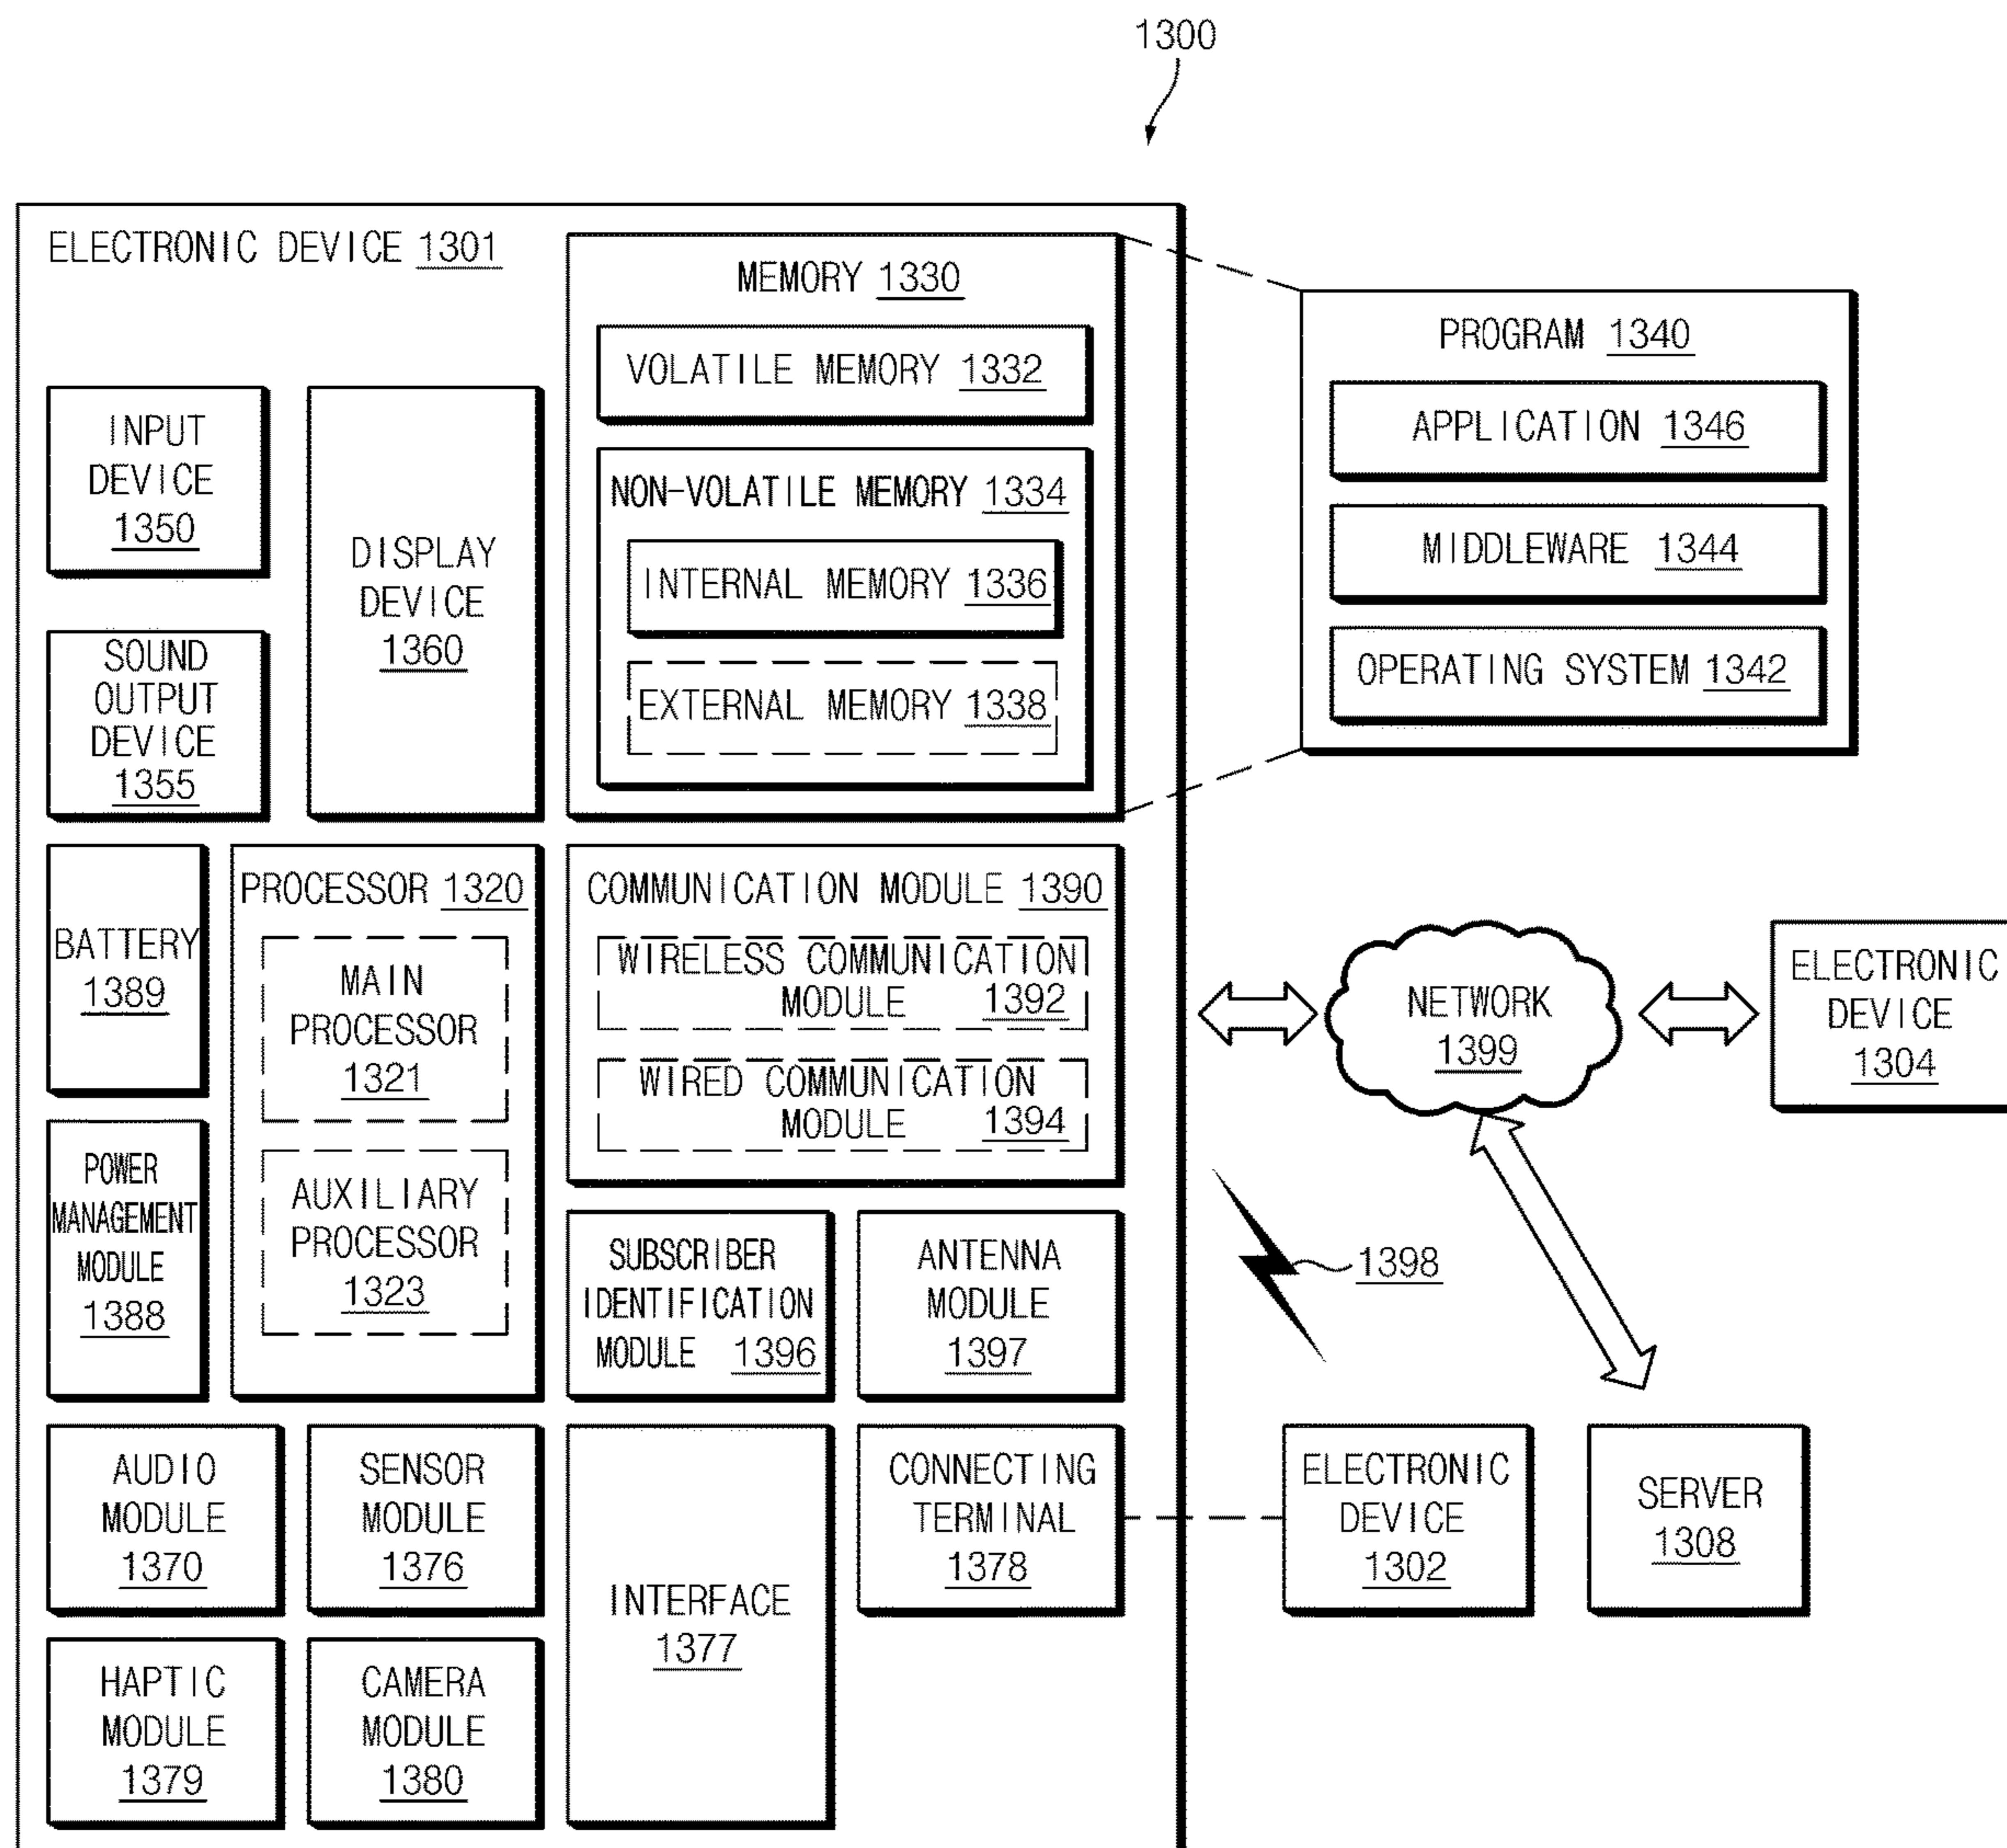 1300
ELECTRONIC DEVICE 1301
MEMORY 1330
VOLATILE MEMORY 1332
NON-VOLATILE MEMORY 1334
INTERNAL MEMORY 1336
EXTERNAL MEMORY 1338
PROGRAM 1340
APPLICATION 1346
MIDDLEWARE 1344
OPERATING SYSTEM 1342
INPUT
DEVICE
1350
SOUND
OUTPUT
DEVICE
1355
DISPLAY
DEVICE
1360
BATTERY
1389
POWER
MANAGEMENT
MODULE
1388
PROCESSOR 1320
MAIN
PROCESSOR
1321
AUXILIARY
PROCESSOR
1323
COMMUNICATION MODULE 1390
WIRELESS COMMUNICATION
MODULE 1392
WIRED COMMUNICATION
MODULE 1394
SUBSCRIBER
IDENTIFICATION
MODULE 1396
ANTENNA
MODULE
1397
NETWORK
1399
ELECTRONIC
DEVICE
1304
1398
AUDIO
MODULE
1370
SENSOR
MODULE
1376
INTERFACE
1377
CONNECTING
TERMINAL
1378
ELECTRONIC
DEVICE
1302
SERVER
1308
HAPTIC
MODULE
1379
CAMERA
MODULE
1380